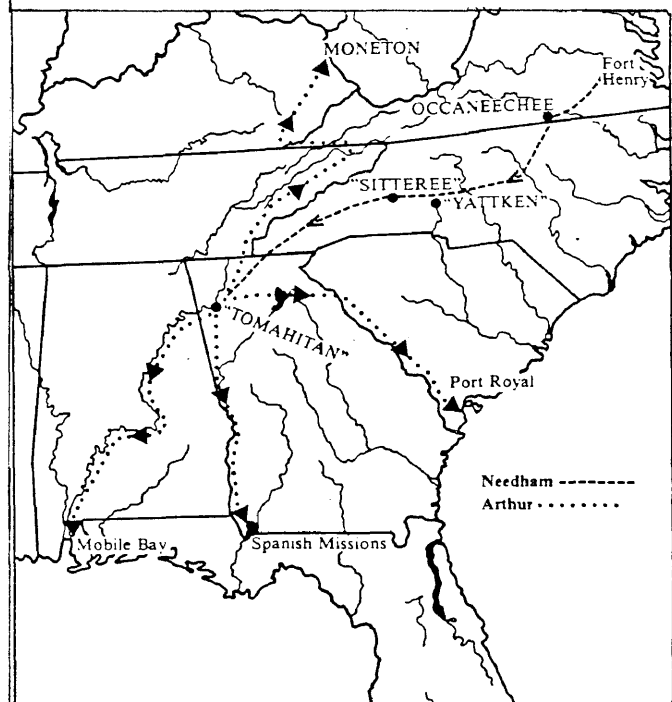 MONETON
Fort
Henry
OCCANEECHEE
"SITTEREE"
"YATTKEN"
"TOMAHITAN"
Port Royal
Needham
Arthur
Mobile Bay
Spanish Missions